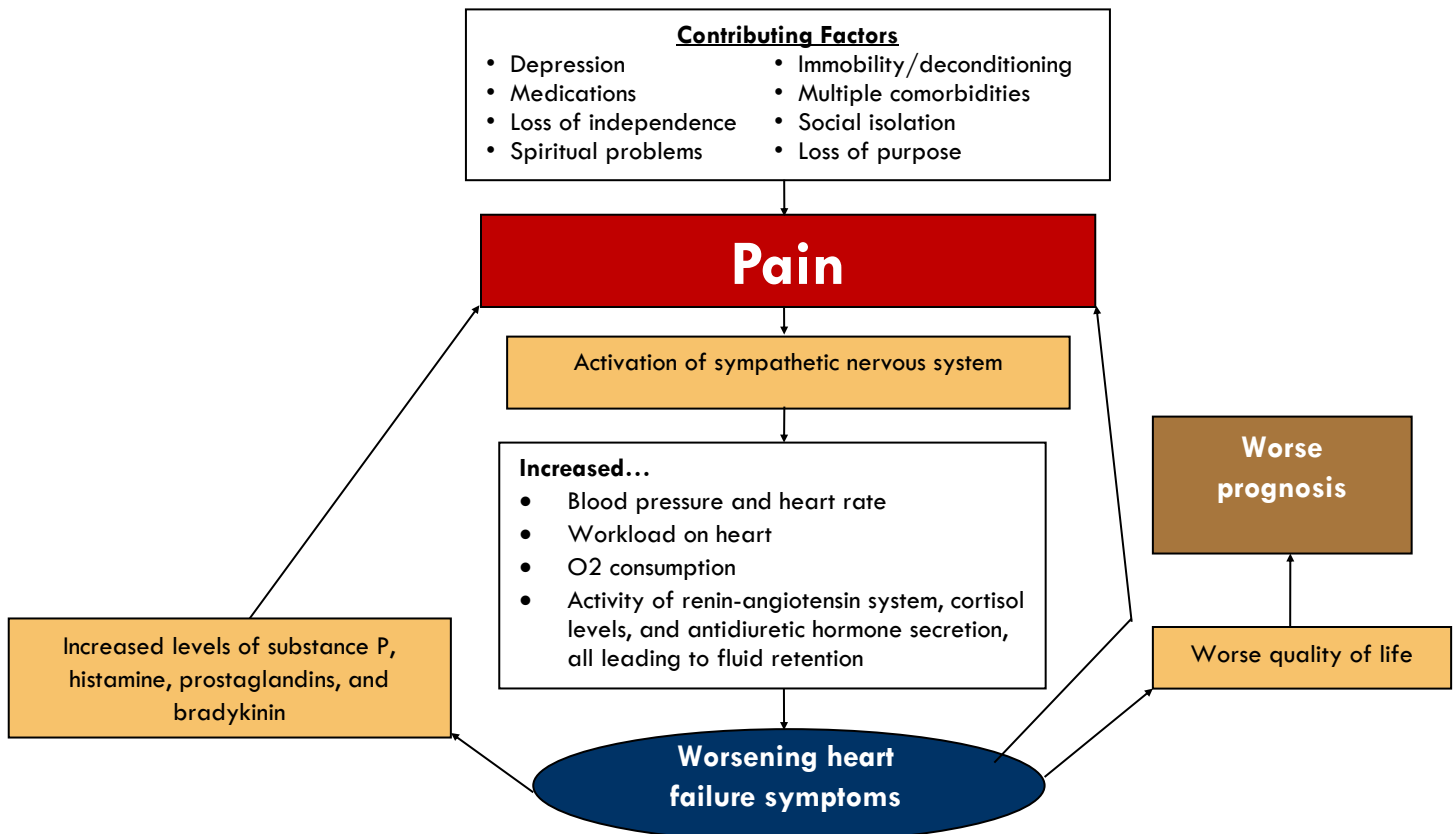 Contributing Factors
• Depression
• Medications
• Loss of independence
• Spiritual problems
• Immobility/deconditioning
• Multiple comorbidities
• Social isolation
• Loss of purpose
Pain
Activation of sympathetic nervous system
Increased…
• Blood pressure and heart rate
• Workload on heart
• O2 consumption
• Activity of renin-angiotensin system, cortisol
levels, and antidiuretic hormone secretion,
all leading to fluid retention
Worse
prognosis
Increased levels of substance P,
histamine, prostaglandins, and
bradykinin
Worse quality of life
Worsening heart
failure symptoms